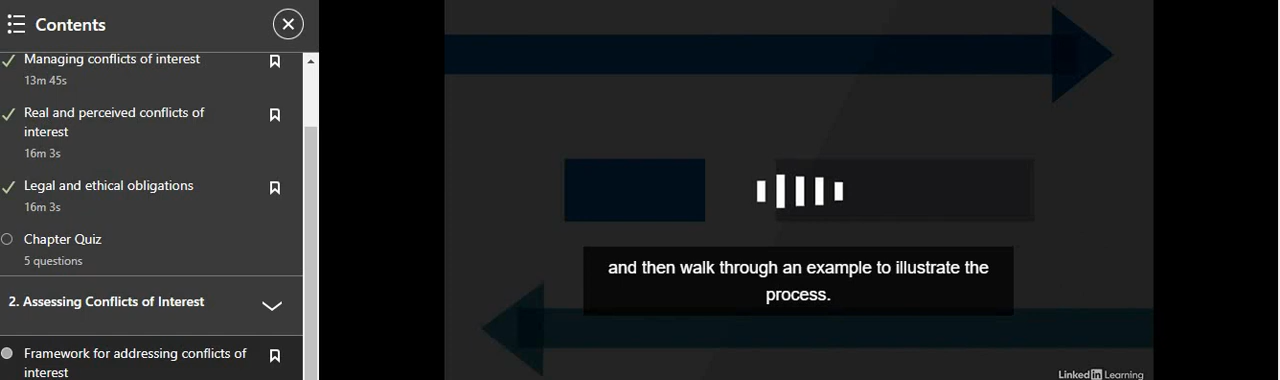 Contents
Managing conflicts of interest
13m 45s
Real and perceived conflicts of
interest
16m 3s
Legal and ethical obligations
16m 3s
Chapter Quiz
5 questions
2. Assessing Conflicts of Interest
Framework for addressing conflicts of
interest
and then walk through an example to illustrate the
process.
Linked in Learning